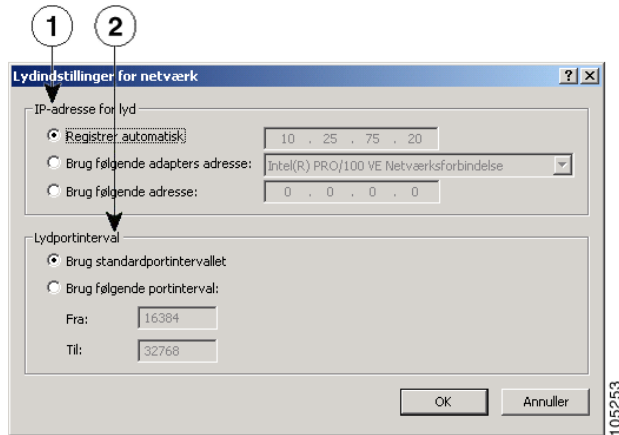 1 2
Lydindstillinger for netværk
IP-adresse for lyd
Registrer automatisk 10 . 25 . 75 . 20
Brug følgende adapters adresse: Intel(R) PRO/100 VE Netværksforbindelse
Brug følgende adresse: 0 . 0 . 0 . 0
Lydportinterval
Brug standardportintervallet
Brug følgende portinterval:
Fra: 16384
Til: 32768
OK Annuller
105253